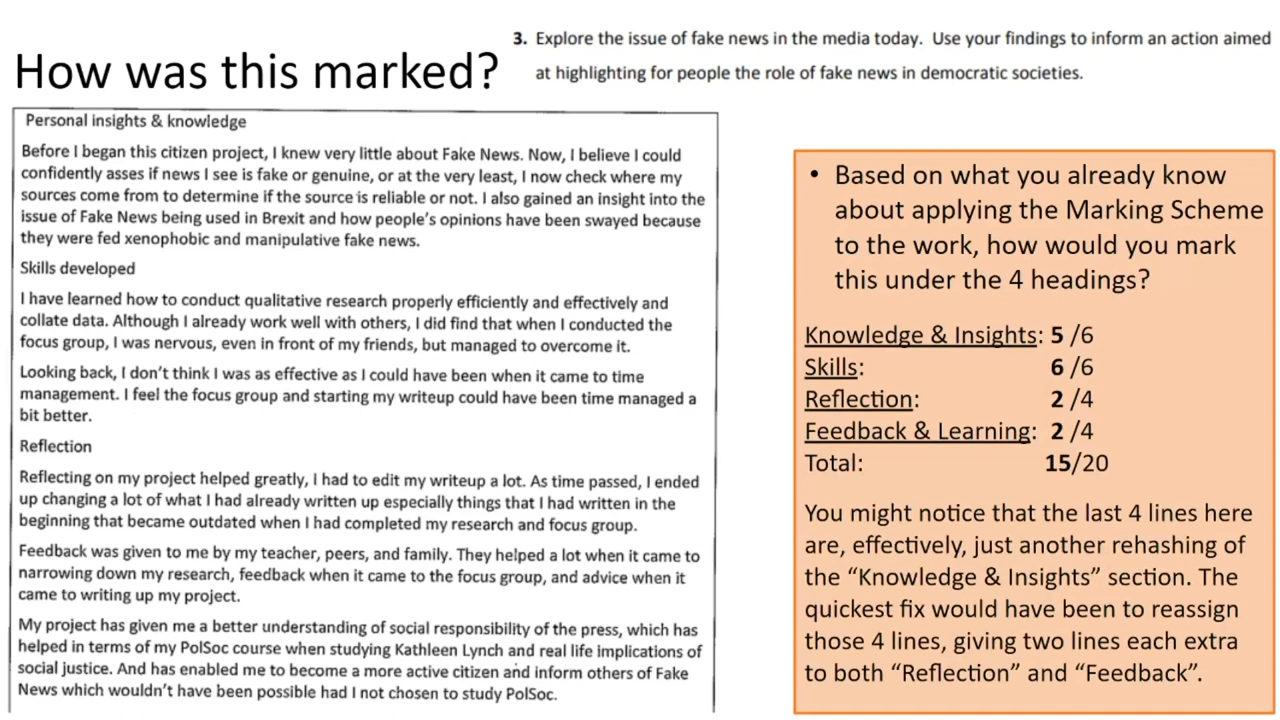 How was this marked?
3. Explore the issue of fake news in the media today. Use your findings to inform an action aimed
at highlighting for people the role of fake news in democratic societies.
Personal insights & knowledge
Before I began this citizen project, I knew very little about Fake News. Now, I believe I could
confidently asses if news I see is fake or genuine, or at the very least, I now check where my
sources come from to determine if the source is reliable or not. I also gained an insight into the
issue of Fake News being used in Brexit and how people's opinions have been swayed because
they were fed xenophobic and manipulative fake news.
Skills developed
I have learned how to conduct qualitative research properly efficiently and effectively and
collate data. Although I already work well with others, I did find that when I conducted the
focus group, I was nervous, even in front of my friends, but managed to overcome it.
Looking back, I don't think I was as effective as I could have been when it came to time
management. I feel the focus group and starting my writeup could have been time managed a
bit better.
Reflection
Reflecting on my project helped greatly, i had to edit my writeup a lot. As time passed, I ended
up changing a lot of what I had already written up especially things that I had written in the
beginning that became outdated when I had completed my research and focus group.
Feedback was given to me by my teacher, peers, and family. They helped a lot when it came to
narrowing down my research, feedback when it came to the focus group, and advice when it
came to writing up my project.
My project has given me a better understanding of social responsibility of the press, which has
helped in terms of my PolSoc course when studying Kathleen Lynch and real life implications of
social justice. And has enabled me to become a more active citizen and inform others of Fake
News which wouldn't have been possible had I not chosen to study PolSoc.
• Based on what you already know
about applying the Marking Scheme
to the work, how would you mark
this under the 4 headings?
Knowledge & Insights: 5 /6
Skills: 6 /6
Reflection: 2 /4
Feedback & Learning: 2 /4
Total: 15/20
You might notice that the last 4 lines here
are, effectively, just another rehashing of
the "Knowledge & Insights" section. The
quickest fix would have been to reassign
those 4 lines, giving two lines each extra
to both "Reflection" and "Feedback".